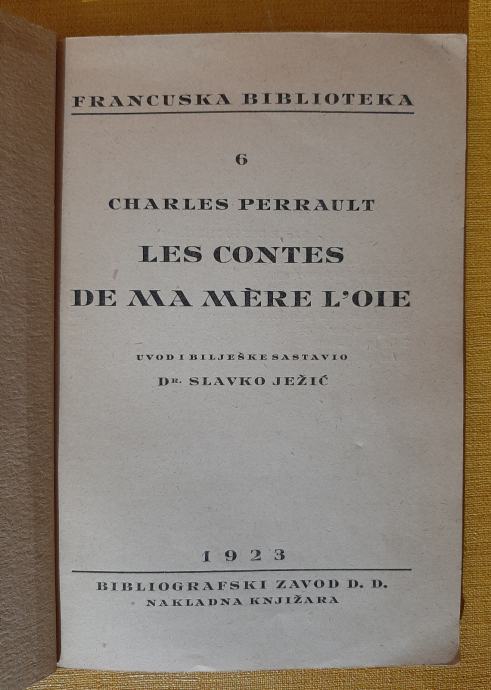 FRANCUSKA BIBLIOTEKA
6
CHARLES PERRAULT
LES CONTES
DE MA MÈRE L'OIE
UVOD I BILJEŠKE SASTAVIO
DR. SLAVKO JEŽIĆ
1923
BIBLIOGRAFSKI ZAVOD D. D.
NAKLADNA KNJIŽARA